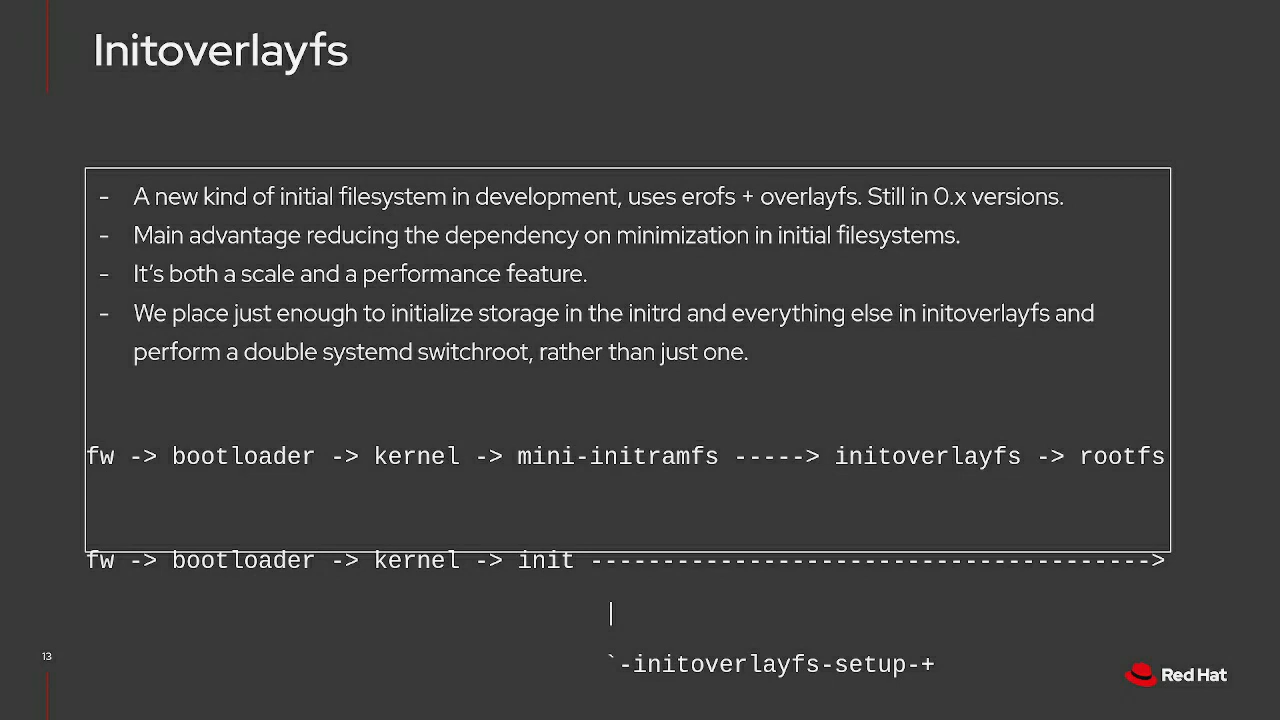 Initoverlayfs
- A new kind of initial filesystem in development, uses erofs + overlayfs. Still in 0.x versions.
- Main advantage reducing the dependency on minimization in initial filesystems.
- It’s both a scale and a performance feature.
- We place just enough to initialize storage in the initrd and everything else in initoverlayfs and
perform a double systemd switchroot, rather than just one.
fw -> bootloader -> kernel -> mini-initramfs -----> initoverlayfs -> rootfs
fw -> bootloader -> kernel -> init --------------------------------------->
|
`-initoverlayfs-setup-+
13
Red Hat